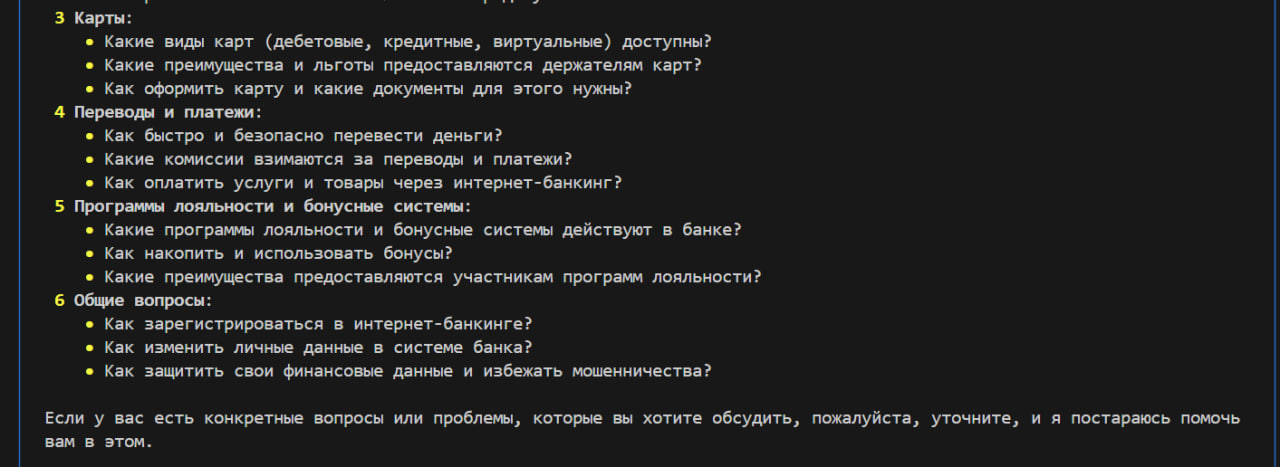 3 Карты:
• Какие виды карт (дебетовые, кредитные, виртуальные) доступны?
• Какие преимущества и льготы предоставляются держателям карт?
• Как оформить карту и какие документы для этого нужны?
4 Переводы и платежи:
• Как быстро и безопасно перевести деньги?
• Какие комиссии взимаются за переводы и платежи?
• Как оплатить услуги и товары через интернет-банкинг?
5 Программы лояльности и бонусные системы:
• Какие программы лояльности и бонусные системы действуют в банке?
• Как накопить и использовать бонусы?
• Какие преимущества предоставляются участникам программ лояльности?
6 Общие вопросы:
• Как зарегистрироваться в интернет-банкинге?
• Как изменить личные данные в системе банка?
• Как защитить свои финансовые данные и избежать мошенничества?
Если у вас есть конкретные вопросы или проблемы, которые вы хотите обсудить, пожалуйста, уточните, и я постараюсь помочь
вам в этом.